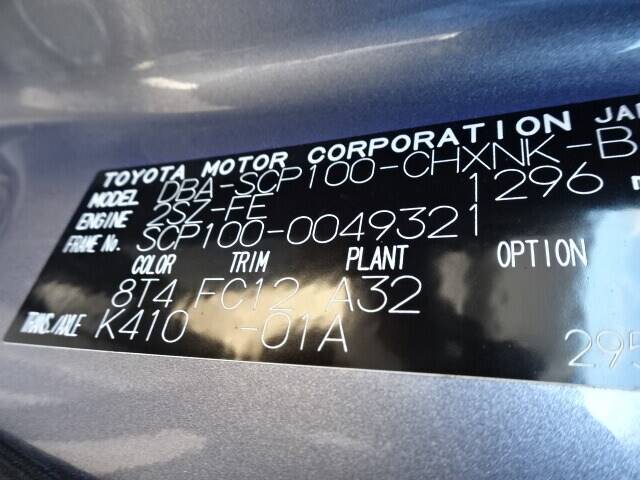 TOYOTA MOTOR CORPORATION
MODEL DBA-SCP100-CHXNK-B
ENGINE 2SZ-FE 1296
FRAME No. SCP100-0049321
COLOR TRIM PLANT OPTION
8T4 FC12 A32
TRANS./AXLE K410 -01A 295